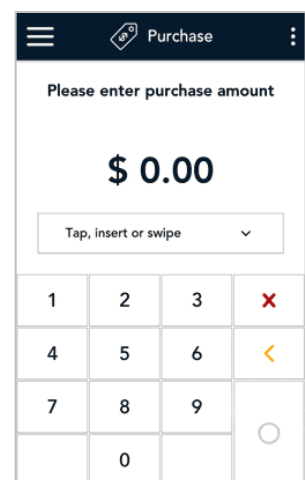 Purchase
Please enter purchase amount
$ 0.00
Tap, insert or swipe
1 2 3
4 5 6
7 8 9
0